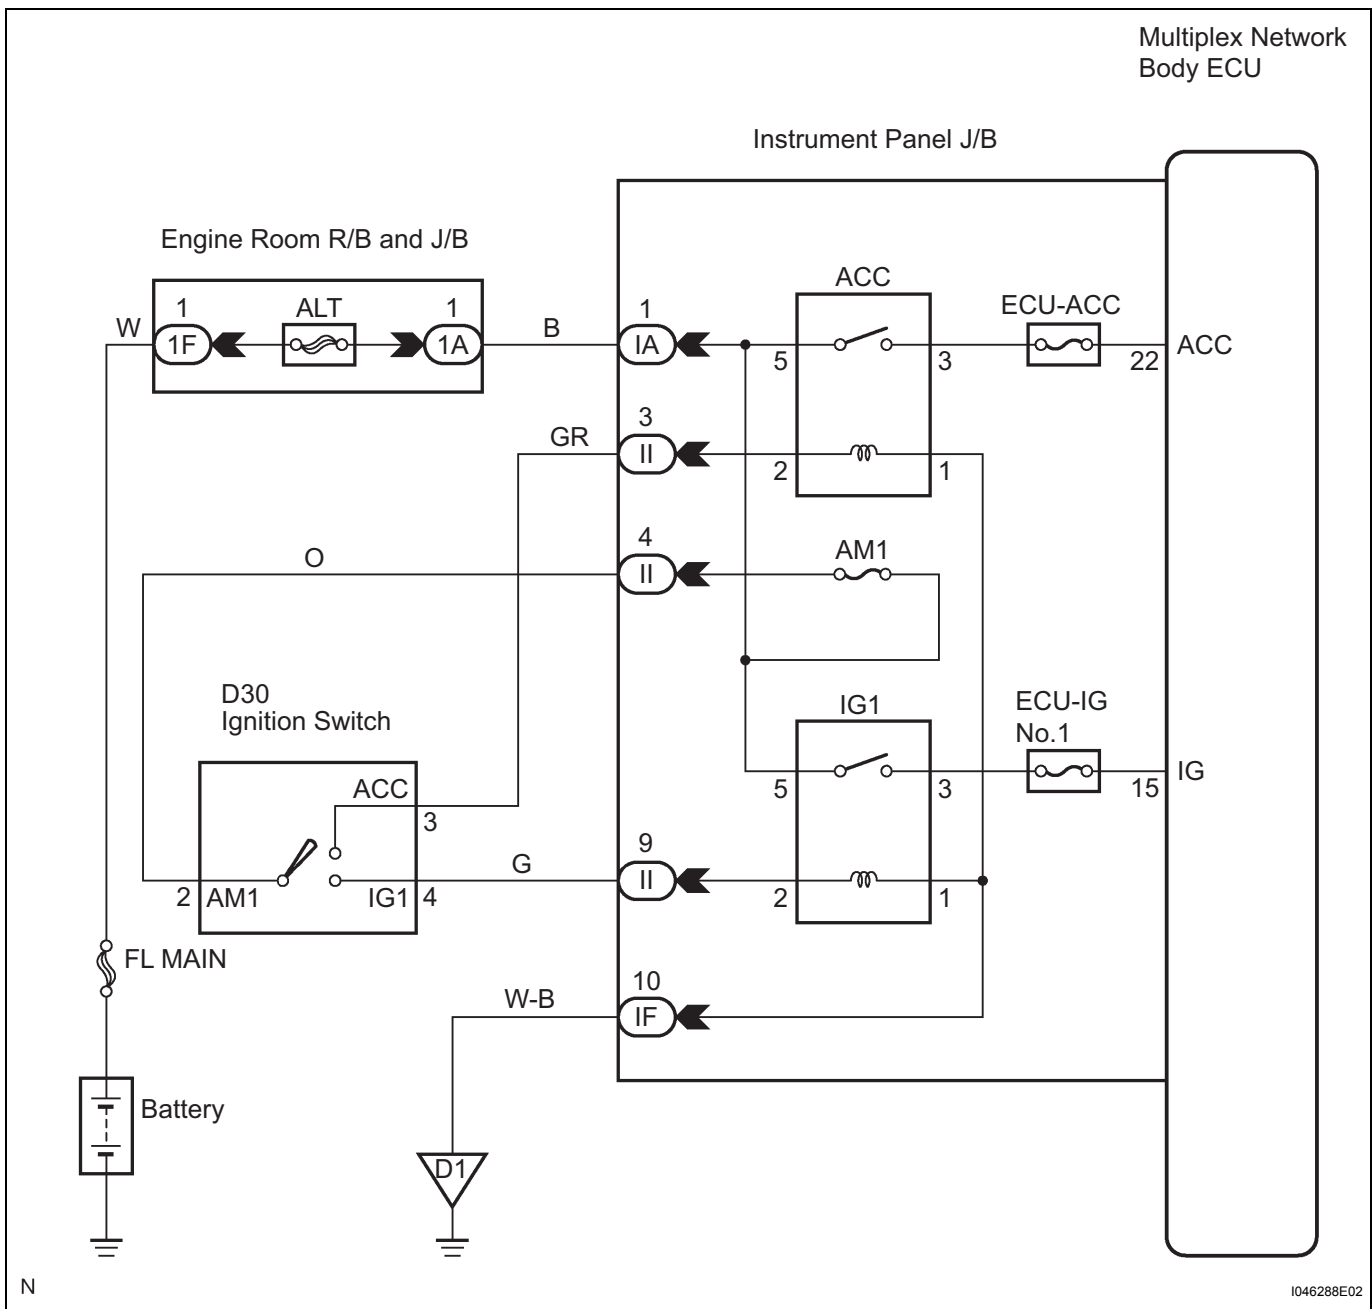 Multiplex Network
Body ECU
Instrument Panel J/B
Engine Room R/B and J/B
ACC
ECU-ACC
1
ALT
1
1
W
1F
1A
B
IA
5
3
22
ACC
3
GR
II
2
1
4
AM1
O
II
D30
Ignition Switch
IG1
ECU-IG
No.1
ACC
3
5
3
15
IG
9
G
II
2
AM1
IG1
4
2
1
FL MAIN
10
W-B
IF
Battery
D1
N
I046288E02